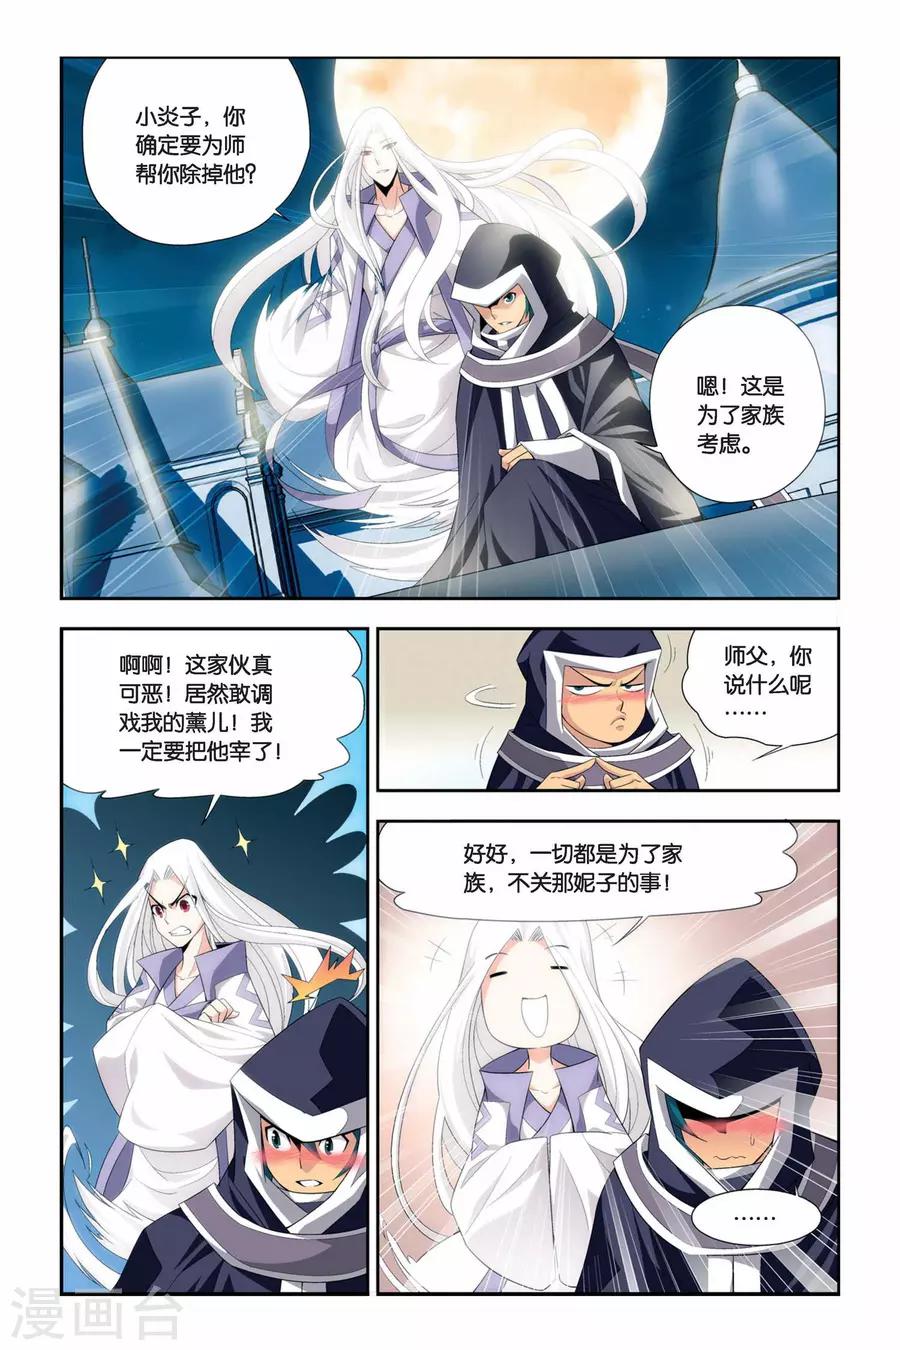 小炎子，你
确定要为师
帮你除掉他？
嗯！这是
为了家族
考虑。
啊啊！这家伙真
可恶！居然敢调
戏我的薰儿！我
一定要把他宰了！
师父，你
说什么呢
……
好好，一切都是为了家
族，不关那妮子的事！
……
漫画台